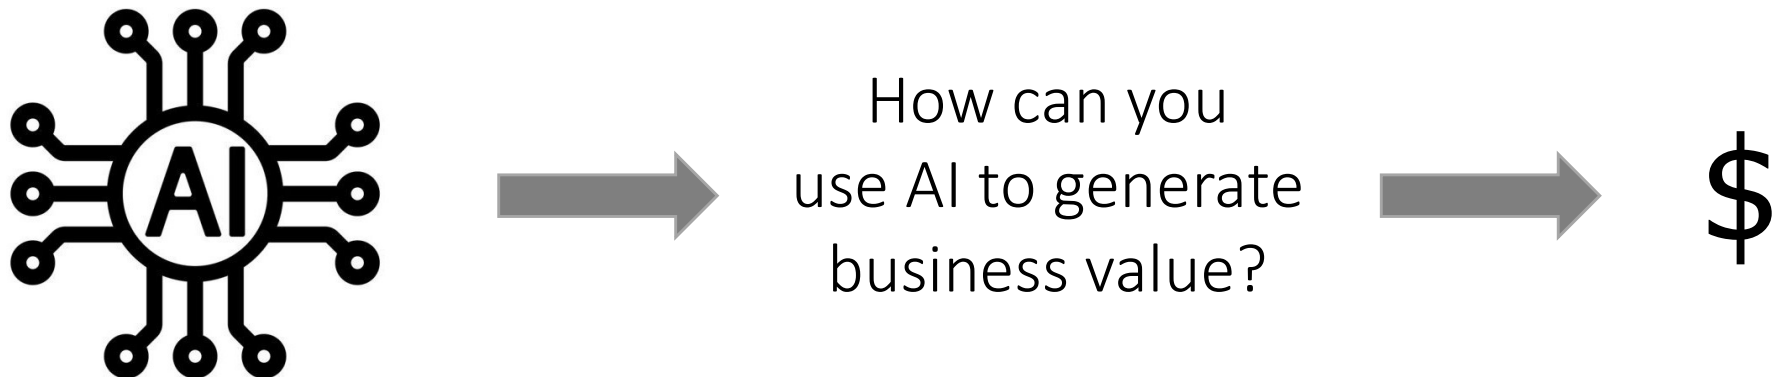 AI
How can you
use AI to generate
business value?
$